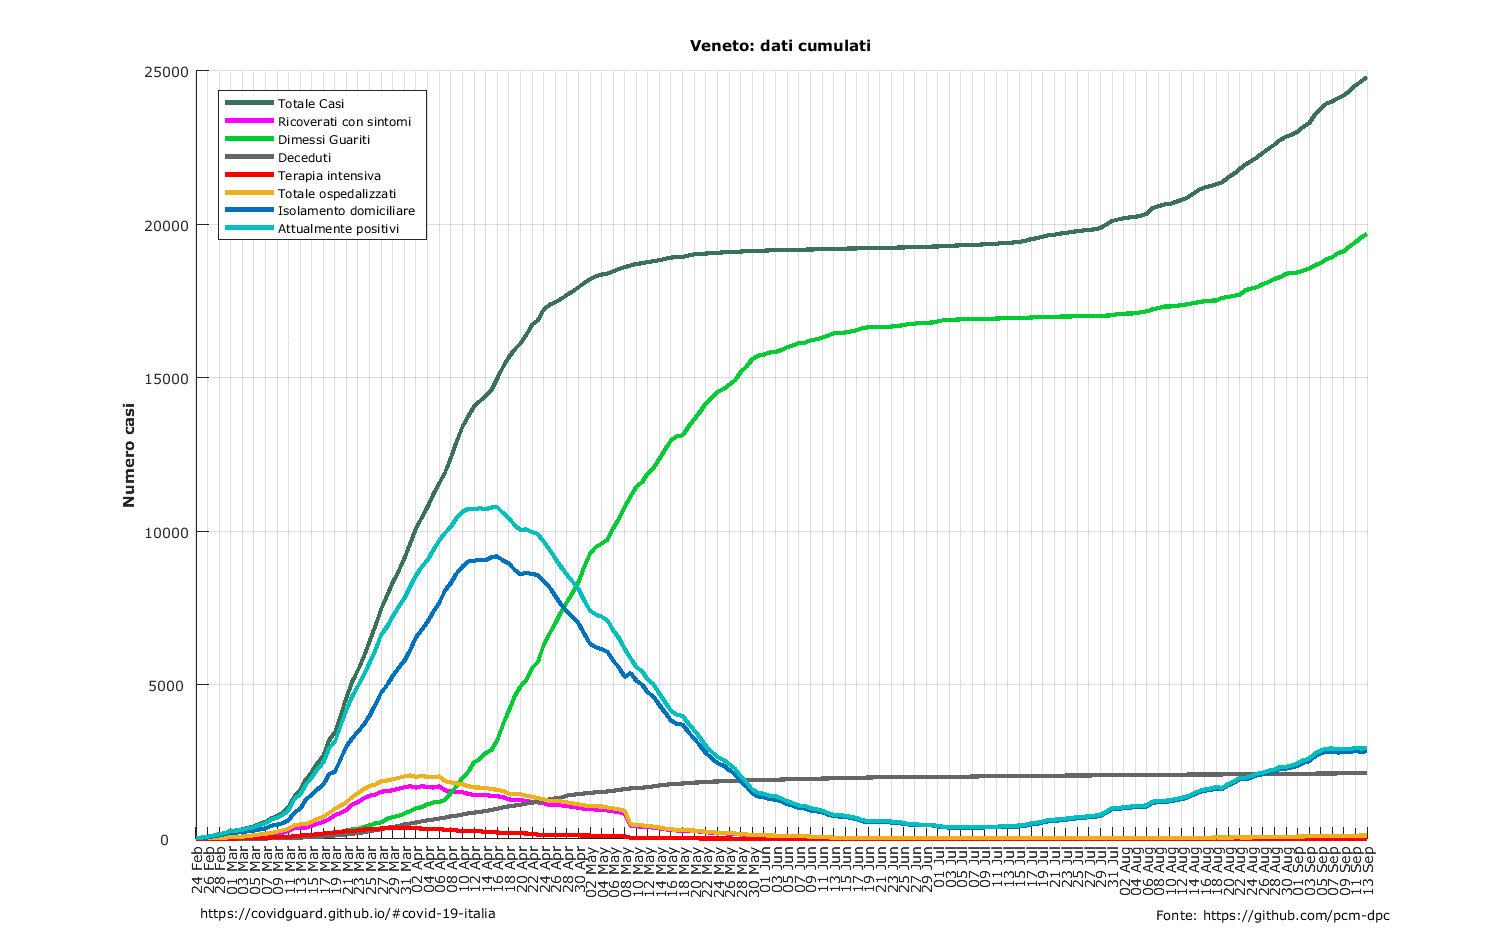 Veneto: dati cumulati
25000
20000
15000
10000
5000
0
Numero casi
Totale Casi
Ricoverati con sintomi
Dimessi Guariti
Deceduti
Terapia intensiva
Totale ospedalizzati
Isolamento domiciliare
Attualmente positivi
24 Feb
26 Feb
28 Feb
01 Mar
03 Mar
05 Mar
07 Mar
09 Mar
11 Mar
13 Mar
15 Mar
17 Mar
19 Mar
21 Mar
23 Mar
25 Mar
27 Mar
29 Mar
31 Mar
02 Apr
04 Apr
06 Apr
08 Apr
10 Apr
12 Apr
14 Apr
16 Apr
18 Apr
20 Apr
22 Apr
24 Apr
26 Apr
28 Apr
30 Apr
02 May
04 May
06 May
08 May
10 May
12 May
14 May
16 May
18 May
20 May
22 May
24 May
26 May
28 May
30 May
01 Jun
03 Jun
05 Jun
07 Jun
09 Jun
11 Jun
13 Jun
15 Jun
17 Jun
19 Jun
21 Jun
23 Jun
25 Jun
27 Jun
29 Jun
01 Jul
03 Jul
05 Jul
07 Jul
09 Jul
11 Jul
13 Jul
15 Jul
17 Jul
19 Jul
21 Jul
23 Jul
25 Jul
27 Jul
29 Jul
31 Jul
02 Aug
04 Aug
06 Aug
08 Aug
10 Aug
12 Aug
14 Aug
16 Aug
18 Aug
20 Aug
22 Aug
24 Aug
26 Aug
28 Aug
30 Aug
01 Sep
03 Sep
05 Sep
07 Sep
09 Sep
11 Sep
13 Sep
https://covidguard.github.io/#covid-19-italia
Fonte: https://github.com/pcm-dpc